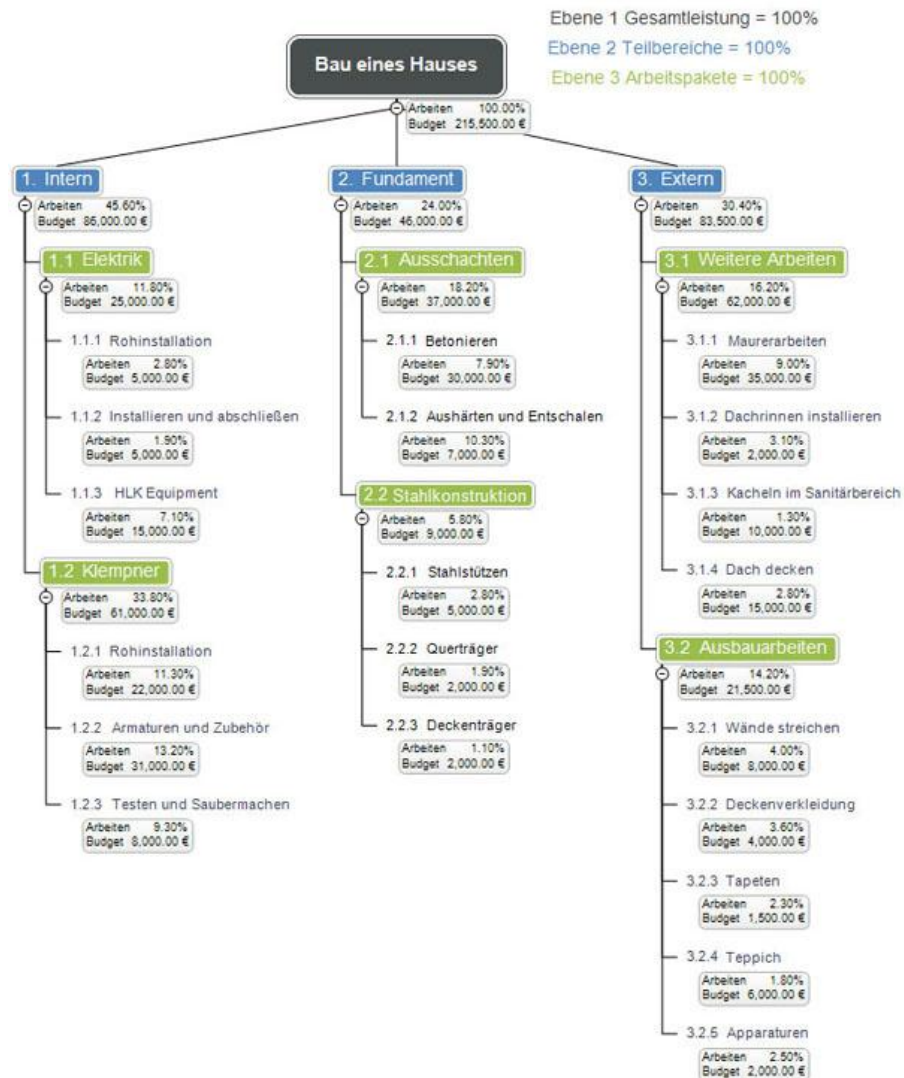 Ebene 1 Gesamtleistung = 100%
Ebene 2 Teilbereiche = 100%
Ebene 3 Arbeitspakete = 100%
Bau eines Hauses
Arbeiten 100.00%
Budget 215,500.00 €
1. Intern
Arbeiten 45.60%
Budget 86,000.00 €
1.1 Elektrik
Arbeiten 11.80%
Budget 25,000.00 €
1.1.1 Rohinstallation
Arbeiten 2.80%
Budget 5,000.00 €
1.1.2 Installieren und abschließen
Arbeiten 1.90%
Budget 5,000.00 €
1.1.3 HLK Equipment
Arbeiten 7.10%
Budget 15,000.00 €
1.2 Klempner
Arbeiten 33.80%
Budget 61,000.00 €
1.2.1 Rohinstallation
Arbeiten 11.30%
Budget 22,000.00 €
1.2.2 Armaturen und Zubehör
Arbeiten 13.20%
Budget 31,000.00 €
1.2.3 Testen und Saubermachen
Arbeiten 9.30%
Budget 8,000.00 €
2. Fundament
Arbeiten 24.00%
Budget 46,000.00 €
2.1 Ausschachten
Arbeiten 18.20%
Budget 37,000.00 €
2.1.1 Betonieren
Arbeiten 7.90%
Budget 30,000.00 €
2.1.2 Aushärten und Entschalen
Arbeiten 10.30%
Budget 7,000.00 €
2.2 Stahlkonstruktion
Arbeiten 5.80%
Budget 9,000.00 €
2.2.1 Stahlstützen
Arbeiten 2.80%
Budget 5,000.00 €
2.2.2 Querträger
Arbeiten 1.90%
Budget 2,000.00 €
2.2.3 Deckenträger
Arbeiten 1.10%
Budget 2,000.00 €
3. Extern
Arbeiten 30.40%
Budget 83,500.00 €
3.1 Weitere Arbeiten
Arbeiten 16.20%
Budget 62,000.00 €
3.1.1 Maurerarbeiten
Arbeiten 9.00%
Budget 35,000.00 €
3.1.2 Dachrinnen installieren
Arbeiten 3.10%
Budget 2,000.00 €
3.1.3 Kacheln im Sanitärbereich
Arbeiten 1.30%
Budget 10,000.00 €
3.1.4 Dach decken
Arbeiten 2.80%
Budget 15,000.00 €
3.2 Ausbauarbeiten
Arbeiten 14.20%
Budget 21,500.00 €
3.2.1 Wände streichen
Arbeiten 4.00%
Budget 8,000.00 €
3.2.2 Deckenverkleidung
Arbeiten 3.60%
Budget 4,000.00 €
3.2.3 Tapeten
Arbeiten 2.30%
Budget 1,500.00 €
3.2.4 Teppich
Arbeiten 1.80%
Budget 6,000.00 €
3.2.5 Apparaturen
Arbeiten 2.50%
Budget 2,000.00 €